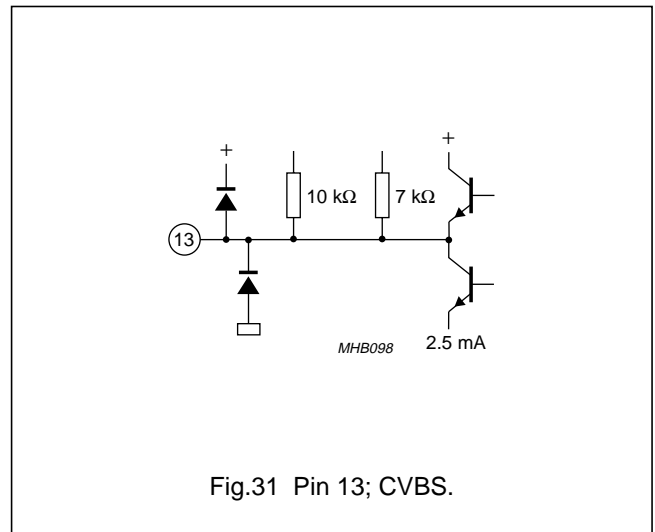 +
+
10 kΩ
7 kΩ
13
MHB098
2.5 mA
Fig.31 Pin 13; CVBS.